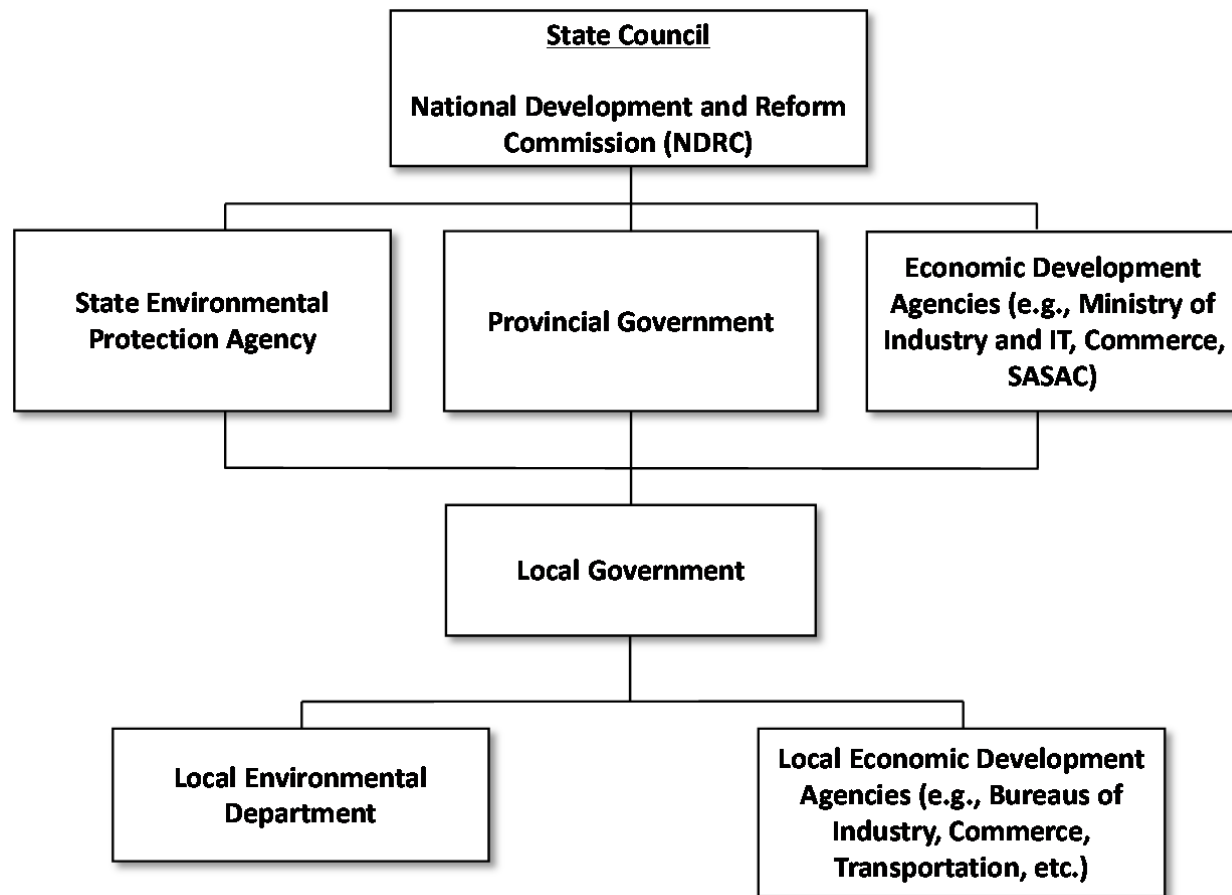 State Council
National Development and Reform
Commission (NDRC)
State Environmental
Protection Agency
Provincial Government
Economic Development
Agencies (e.g., Ministry of
Industry and IT, Commerce,
SASAC)
Local Government
Local Environmental
Department
Local Economic Development
Agencies (e.g., Bureaus of
Industry, Commerce,
Transportation, etc.)